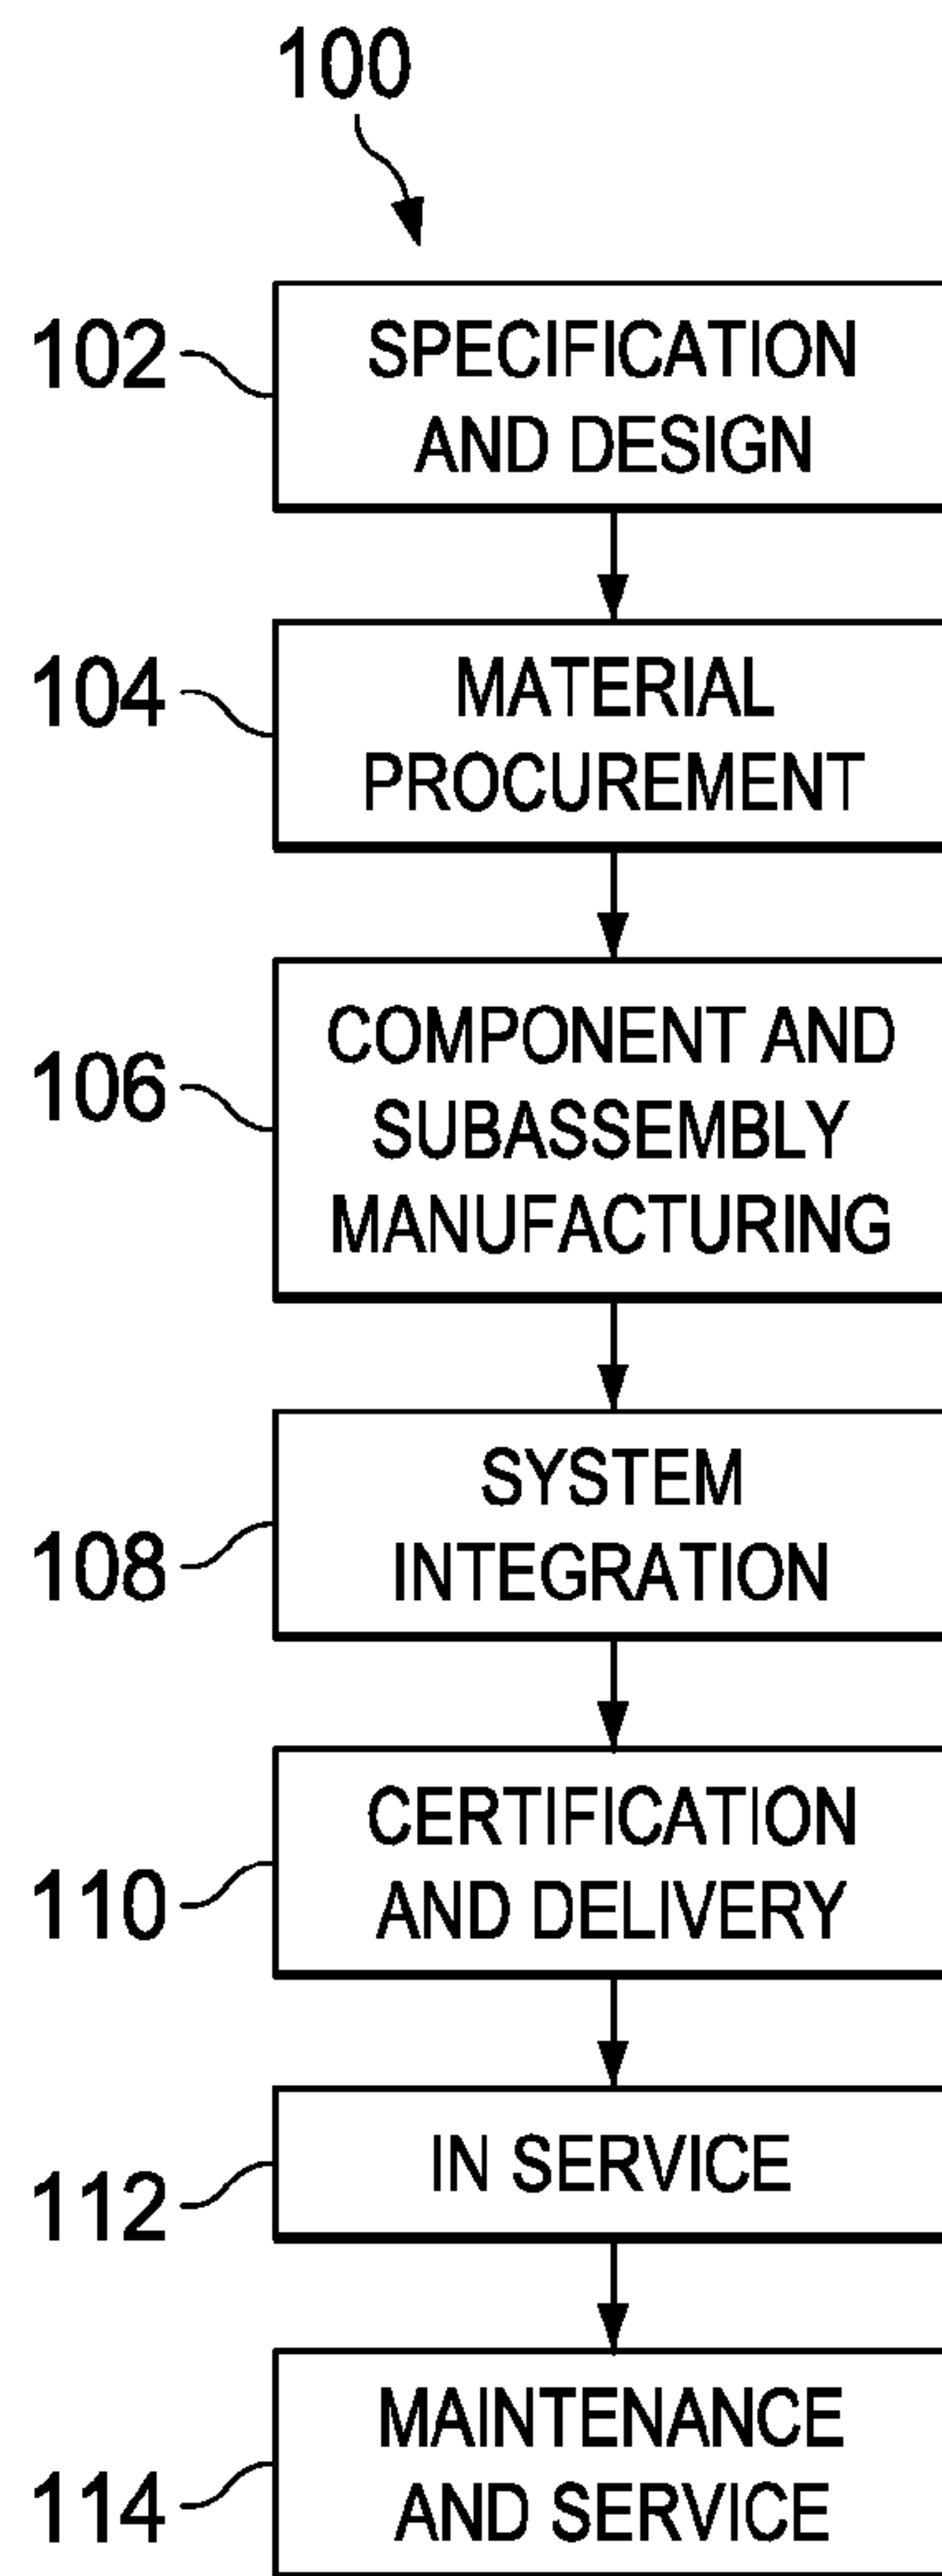 100
102
SPECIFICATION
AND DESIGN
104
MATERIAL
PROCUREMENT
106
COMPONENT AND
SUBASSEMBLY
MANUFACTURING
108
SYSTEM
INTEGRATION
110
CERTIFICATION
AND DELIVERY
112
IN SERVICE
114
MAINTENANCE
AND SERVICE